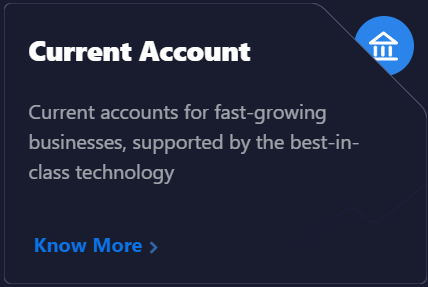 Current Account
Current accounts for fast-growing
businesses, supported by the best-in-
class technology
Know More